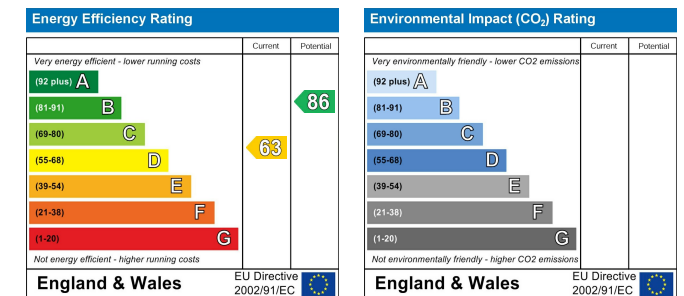 Energy Efficiency Rating
Current Potential
Very energy efficient - lower running costs
(92 plus) A
(81-91) B
(69-80) C
(55-68) D
(39-54) E
(21-38) F
(1-20) G
63
86
Not energy efficient - higher running costs
England & Wales
EU Directive
2002/91/EC
Environmental Impact (CO2) Rating
Current Potential
Very environmentally friendly - lower CO2 emissions
(92 plus) A
(81-91) B
(69-80) C
(55-68) D
(39-54) E
(21-38) F
(1-20) G
Not environmentally friendly - higher CO2 emissions
England & Wales
EU Directive
2002/91/EC